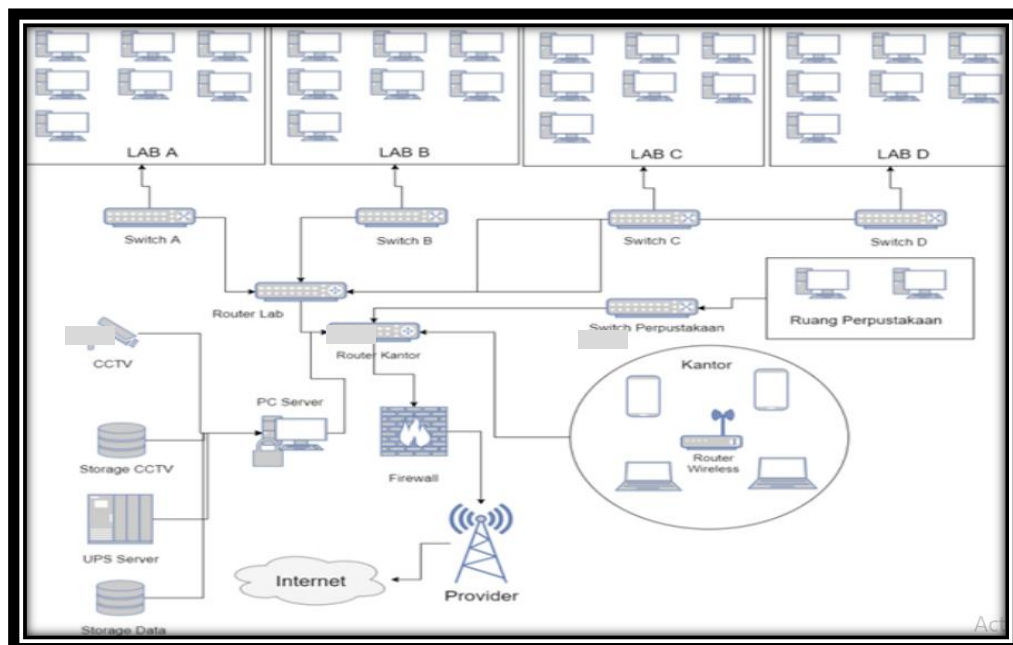 LAB A
LAB B
LAB C
LAB D
Switch A
Switch B
Switch C
Switch D
Router Lab
Ruang Perpustakaan
Switch Perpustakaan
Router Kantor
CCTV
Kantor
PC Server
Router
Wireless
Storage CCTV
Firewall
UPS Server
Internet
Provider
Storage Data
Act